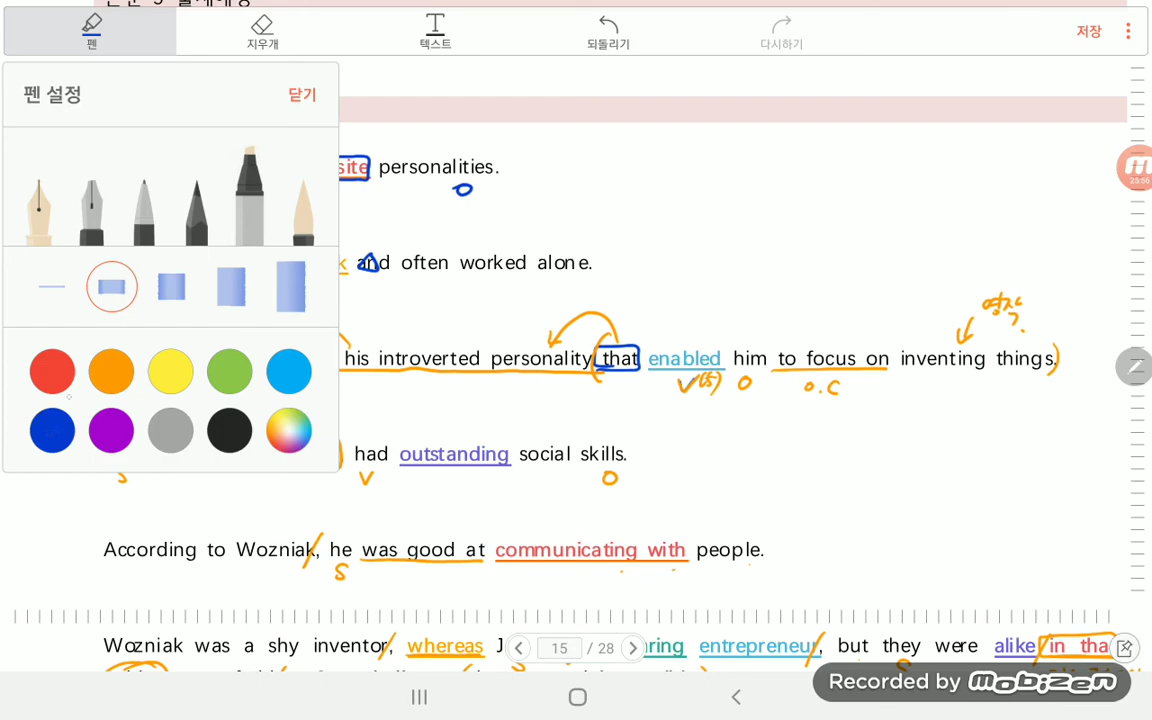 펜 지우개 텍스트 되돌리기 다시하기 저장
펜 설정 닫기
site personalities.
and often worked alone.
his introverted personality that enabled him to focus on inventing things.
V(5) O O.C
had outstanding social skills.
S V O
According to Wozniak, he was good at communicating with people.
S
Wozniak was a shy inventor, whereas J ring entrepreneur, but they were alike in tha
15 / 28
Recorded by mobizen